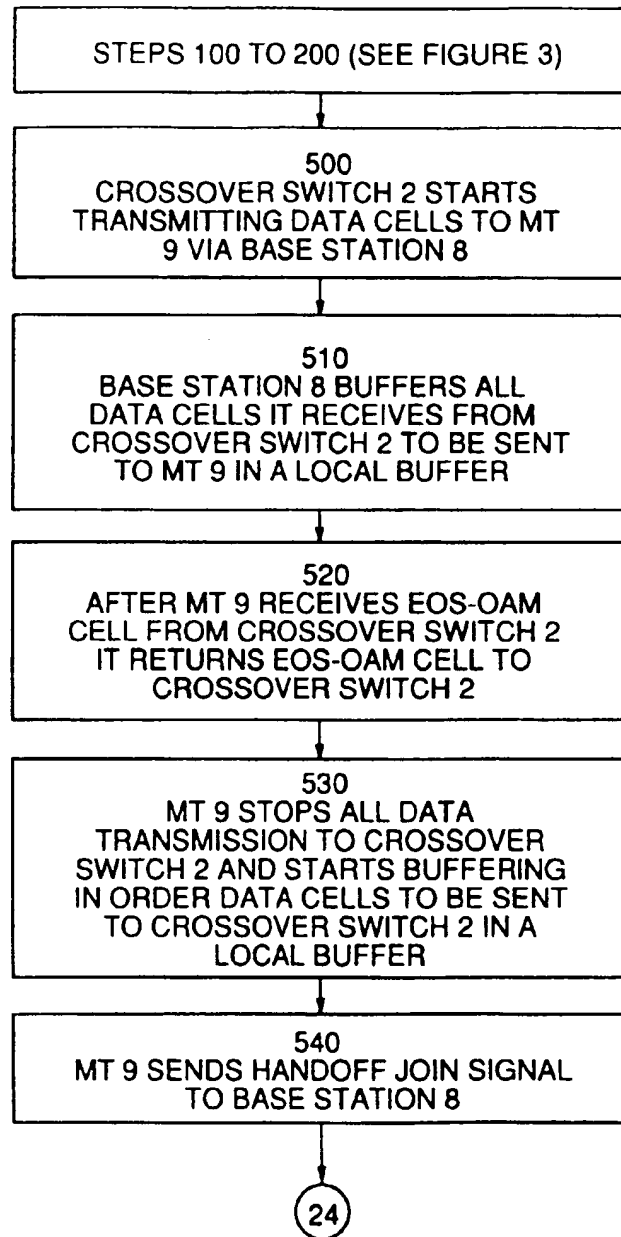 STEPS 100 TO 200 (SEE FIGURE 3)
500
CROSSOVER SWITCH 2 STARTS
TRANSMITTING DATA CELLS TO MT
9 VIA BASE STATION 8
510
BASE STATION 8 BUFFERS ALL
DATA CELLS IT RECEIVES FROM
CROSSOVER SWITCH 2 TO BE SENT
TO MT 9 IN A LOCAL BUFFER
520
AFTER MT 9 RECEIVES EOS-OAM
CELL FROM CROSSOVER SWITCH 2
IT RETURNS EOS-OAM CELL TO
CROSSOVER SWITCH 2
530
MT 9 STOPS ALL DATA
TRANSMISSION TO CROSSOVER
SWITCH 2 AND STARTS BUFFERING
IN ORDER DATA CELLS TO BE SENT
TO CROSSOVER SWITCH 2 IN A
LOCAL BUFFER
540
MT 9 SENDS HANDOFF JOIN SIGNAL
TO BASE STATION 8
24